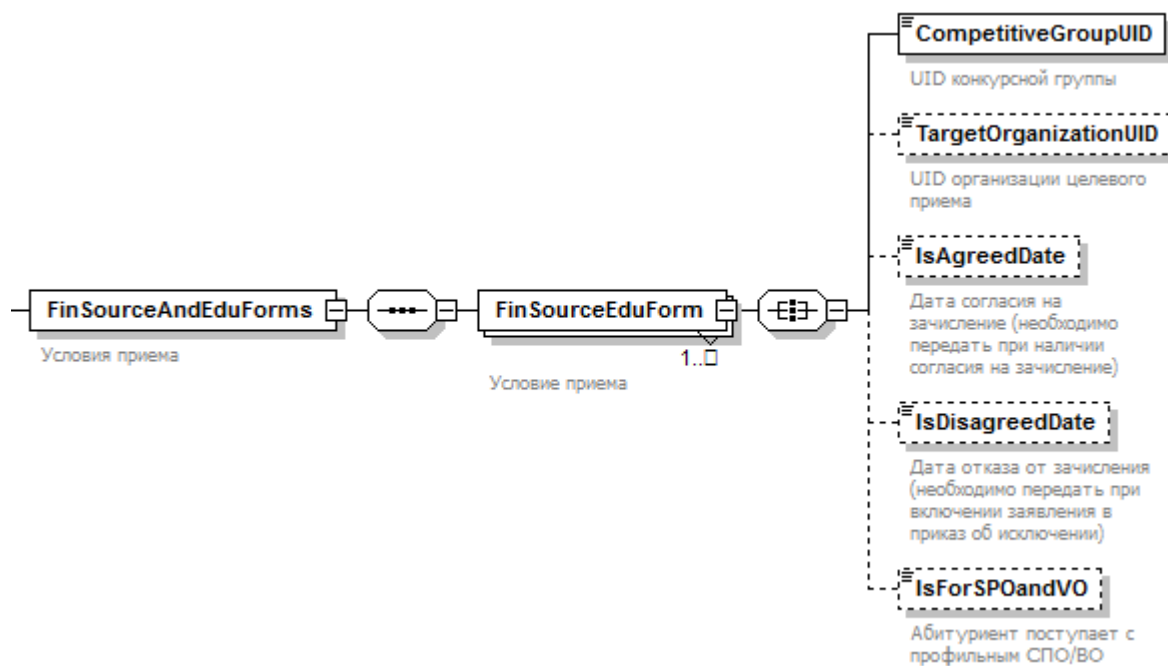 CompetitiveGroupUID
UID конкурсной группы
TargetOrganizationUID
UID организации целевого
приема
IsAgreedDate
Дата согласия на
зачисление (необходимо
передать при наличии
согласия на зачисление)
FinSourceAndEduForms
Условия приема
FinSourceEduForm
1..□
Условие приема
IsDisagreedDate
Дата отказа от зачисления
(необходимо передать при
включении заявления в
приказ об исключении)
IsForSPOandVO
Абитуриент поступает с
профильным СПО/ВО